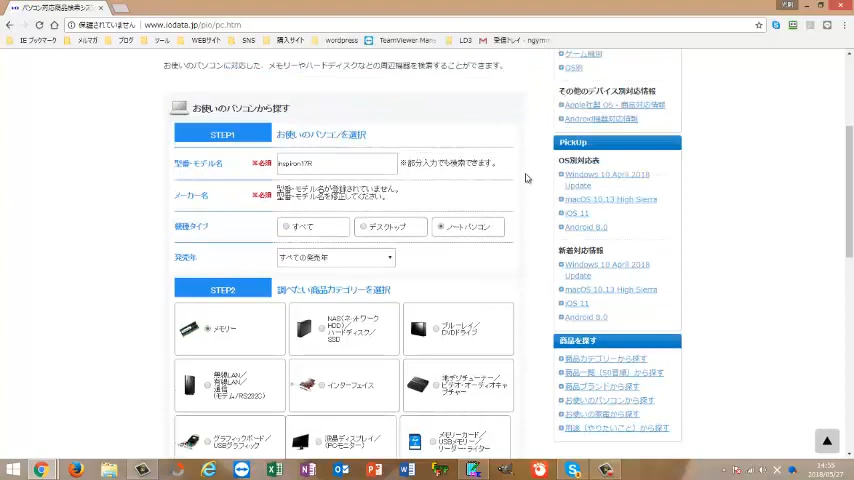 パソコン対応商品検索シス
保護されていません
www.iodata.jp/pio/pc.htm
IE ブックマーク
メルマガ
ブログ
ツール
WEBサイト
SNS
購入サイト
wordpress
TeamViewer Man
LD3
受信トレイ - ngym
お使いのパソコンに対応した、メモリーやハードディスクなどの周辺機器を検索することができます。
お使いのパソコンから探す
STEP1
お使いのパソコンを選択
型番・モデル名
※必須
inspiron17R
※部分入力でも検索できます。
メーカー名
※必須
型番・モデル名が登録されていません。
型番・モデル名を修正してください。
機種タイプ
すべて
デスクトップ
ノートパソコン
発売年
すべての発売年
STEP2
調べたい商品カテゴリーを選択
メモリー
NAS(ネットワーク
HDD)/
ハードディスク/
SSD
ブルーレイ/
DVDドライブ
無線LAN/
有線LAN/
通信
(モデム/RS232C)
インターフェイス
地デジチューナー/
ビデオ・オーディオキャ
プチャー
グラフィックボード/
USBグラフィック
液晶ディスプレイ/
(PCモニター)
メモリーカード/
USBメモリー/
リーダー・ライター
ゲーム機別
OS別
その他のデバイス別対応情報
Apple社製 OS・商品対応情報
Android機器対応情報
PickUp
OS別対応表
Windows 10 April 2018
Update
macOS 10.13 High Sierra
iOS 11
Android 8.0
新着対応情報
Windows 10 April 2018
Update
macOS 10.13 High Sierra
iOS 11
Android 8.0
商品を探す
商品カテゴリーから探す
商品一覧（50音順）から探す
商品ブランドから探す
お使いのパソコンから探す
お使いの家電から探す
用途（やりたいこと）から探す
14:55
2018/05/27